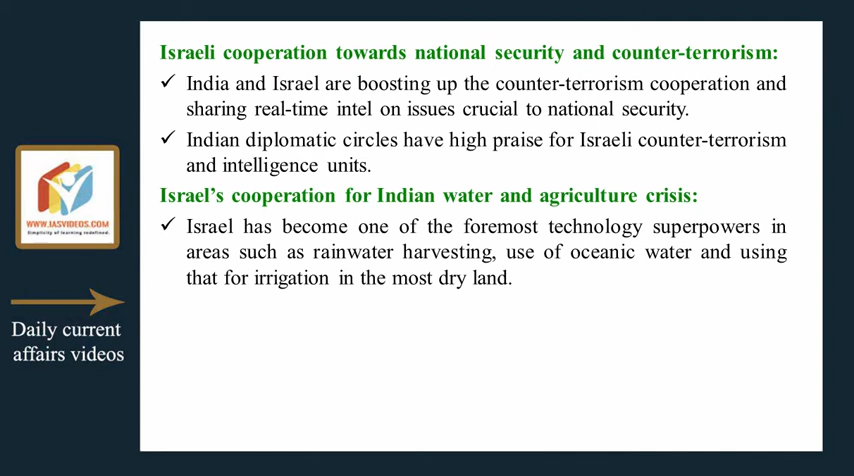 Israeli cooperation towards national security and counter-terrorism:
✓ India and Israel are boosting up the counter-terrorism cooperation and
sharing real-time intel on issues crucial to national security.
✓ Indian diplomatic circles have high praise for Israeli counter-terrorism
and intelligence units.
Israel's cooperation for Indian water and agriculture crisis:
✓ Israel has become one of the foremost technology superpowers in
areas such as rainwater harvesting, use of oceanic water and using
that for irrigation in the most dry land.
WWW.IASVIDEOS.COM
Simplicity of learning redefined.
Daily current
affairs videos